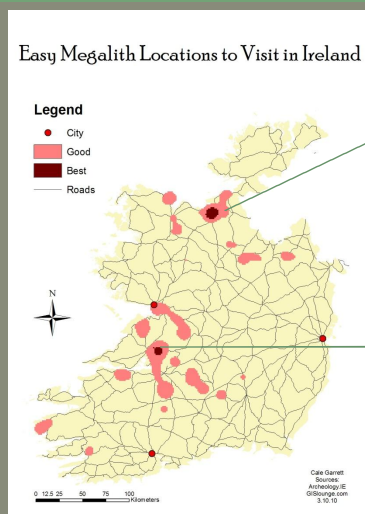 Easy Megalith Locations to Visit in Ireland
Legend
City
Good
Best
Roads
N
0 12.5 25 50 75 100
Kilometers
Cale Garrett
Sources:
Archeology.IE
GISlounge.com
3.10.10